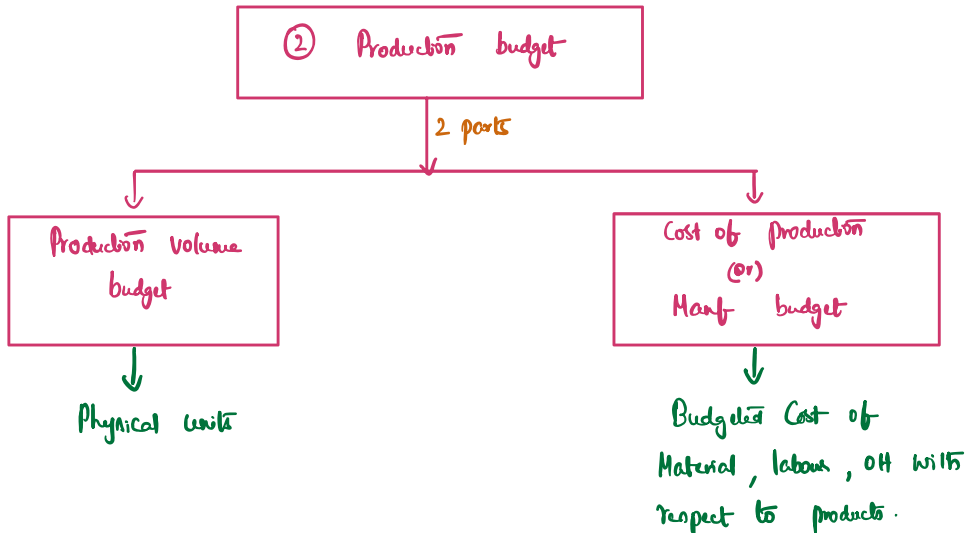 ② Production budget
2 parts
Production volume
budget
Cost of production
(or)
Manf budget
Physical units
Budgeted Cost of
Material, labour, OH with
respect to products.